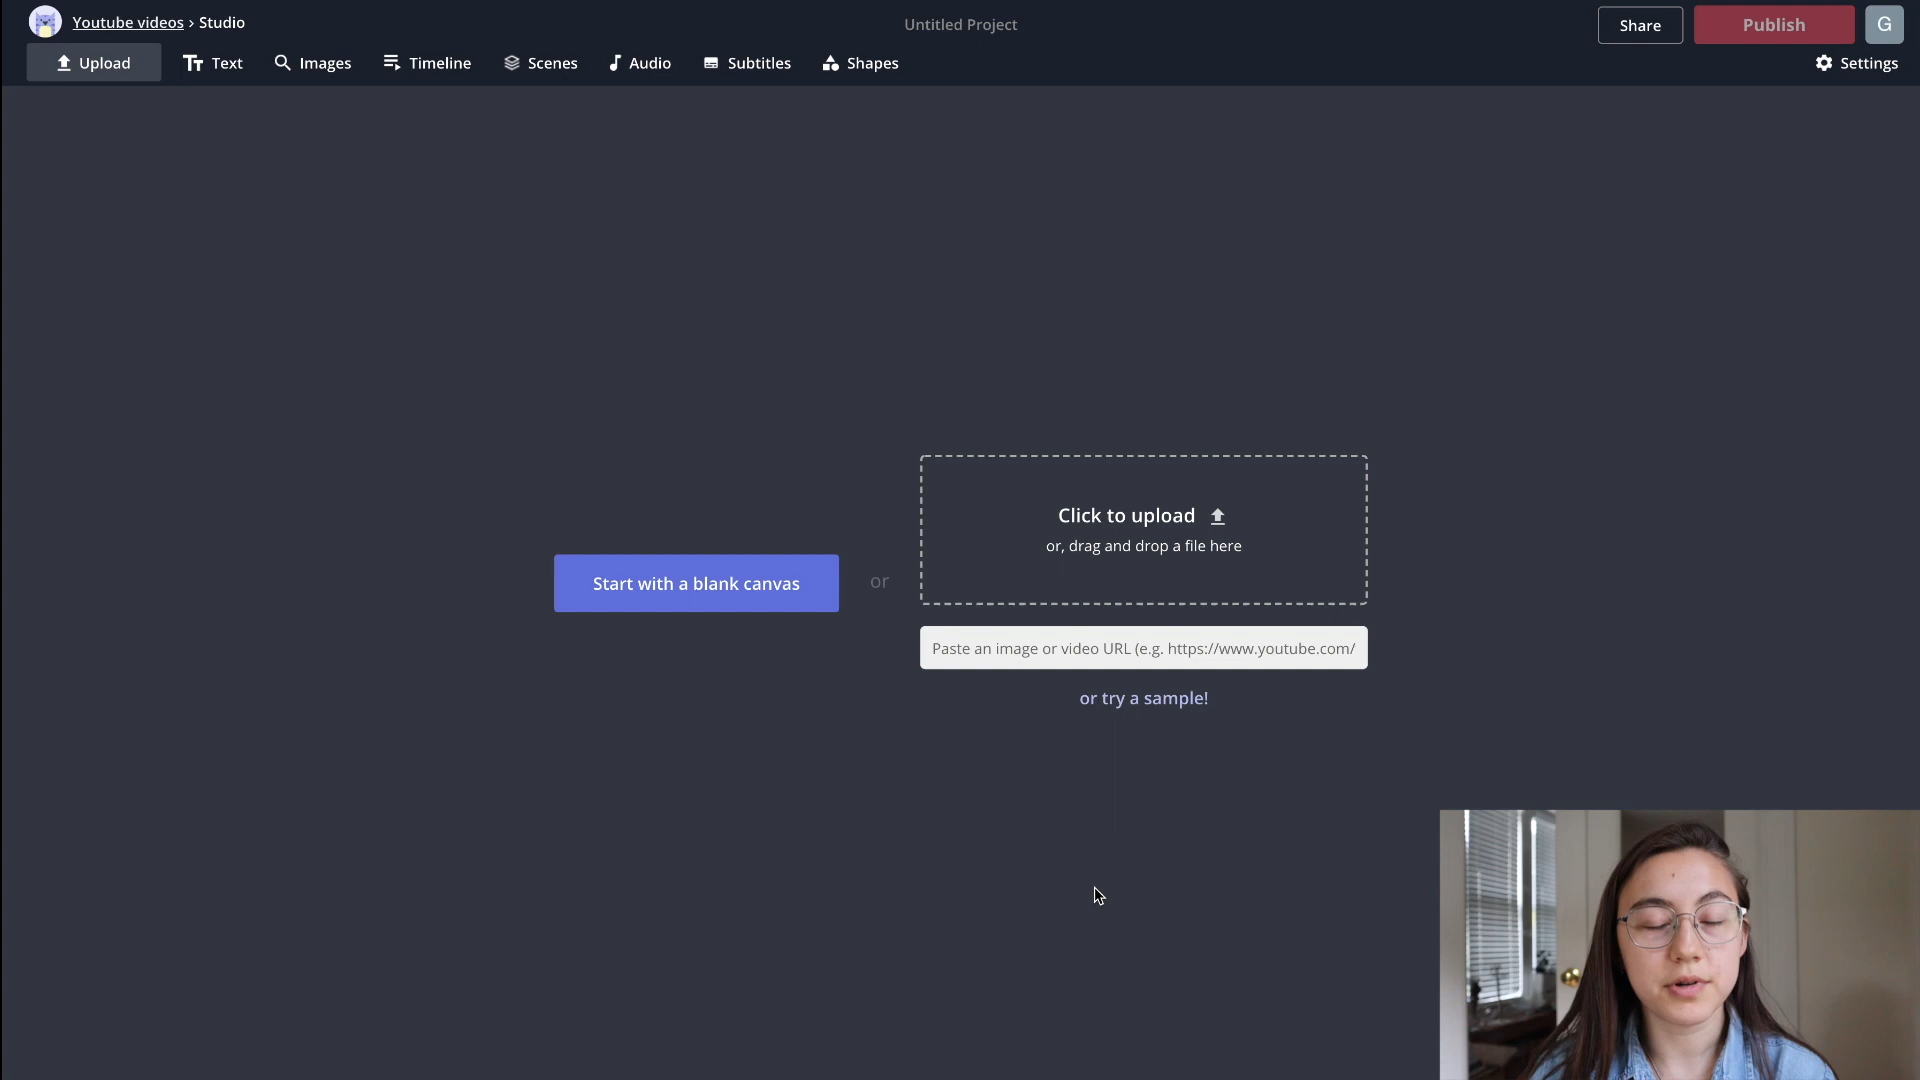 Youtube videos › Studio
Untitled Project
Share
Publish
G
Upload
Text
Images
Timeline
Scenes
Audio
Subtitles
Shapes
Settings
Click to upload
or, drag and drop a file here
Start with a blank canvas
or
Paste an image or video URL (e.g. https://www.youtube.com/
or try a sample!